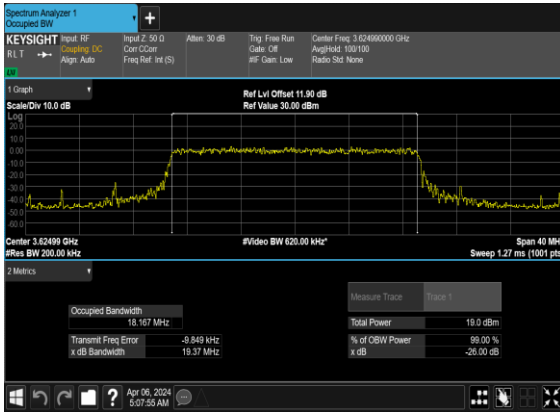 Spectrum Analyzer 1
Occupied BW
KEYSIGHT Input: RF Input Z: 50 Ω Atten: 30 dB Trig: Free Run Center Freq: 3.624990000 GHz
RLT Coupling: DC Corr CCorr Gate: Off Avg|Hold: 100/100
Align: Auto Freq Ref: Int (S) #IF Gain: Low Radio Std: None
LXI
1 Graph
Ref Lvl Offset 11.90 dB
Scale/Div 10.0 dB Ref Value 30.00 dBm
Log
20.0
10.0
0.00
-10.0
-20.0
-30.0
-40.0
-50.0
-60.0
Center 3.62499 GHz #Video BW 620.00 kHz* Span 40 MH
#Res BW 200.00 kHz Sweep 1.27 ms (1001 pts
2 Metrics
Measure Trace Trace 1
Occupied Bandwidth
18.167 MHz Total Power 19.0 dBm
Transmit Freq Error -9.849 kHz % of OBW Power 99.00 %
x dB Bandwidth 19.37 MHz x dB -26.00 dB
? Apr 06, 2024
5:07:55 AM